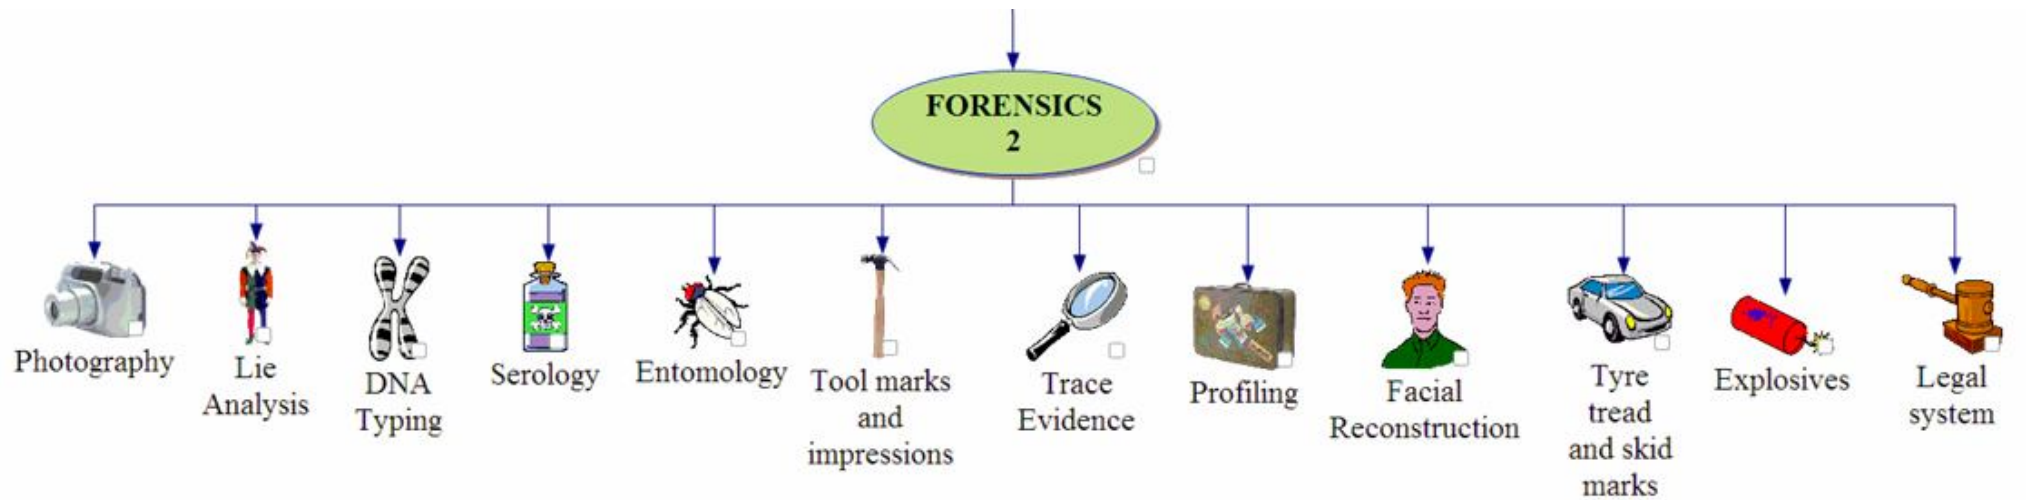 FORENSICS
2
Photography
Lie
Analysis
DNA
Typing
Serology
Entomology
Tool marks
and
impressions
Trace
Evidence
Profiling
Facial
Reconstruction
Tyre
tread
and skid
marks
Explosives
Legal
system